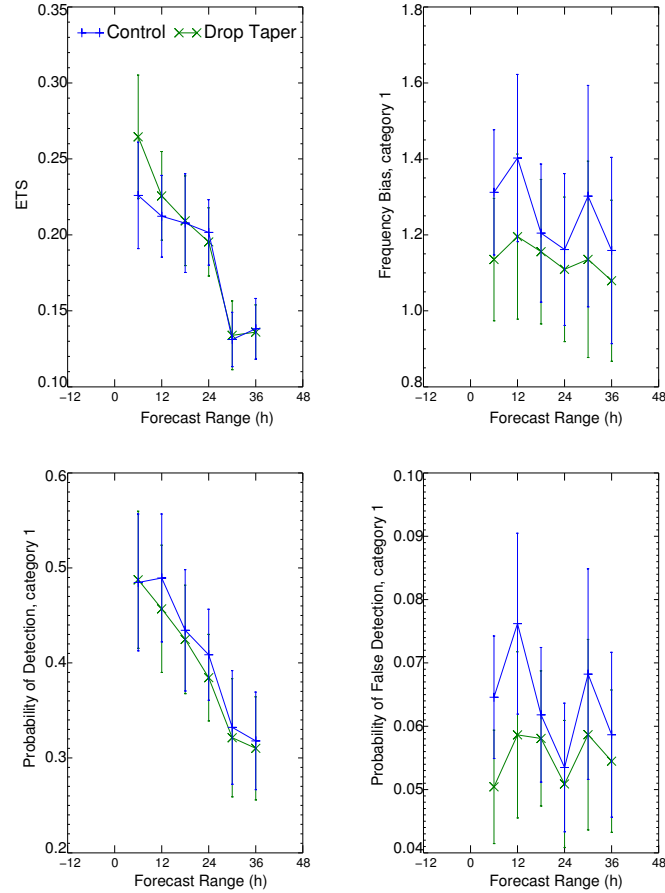 Control Drop Taper
ETS
0.35
0.30
0.25
0.20
0.15
0.10
−12 0 12 24 36 48
Forecast Range (h)
Frequency Bias, category 1
1.8
1.6
1.4
1.2
1.0
0.8
−12 0 12 24 36 48
Forecast Range (h)
Probability of Detection, category 1
0.6
0.5
0.4
0.3
0.2
−12 0 12 24 36 48
Forecast Range (h)
Probability of False Detection, category 1
0.10
0.09
0.08
0.07
0.06
0.05
0.04
−12 0 12 24 36 48
Forecast Range (h)